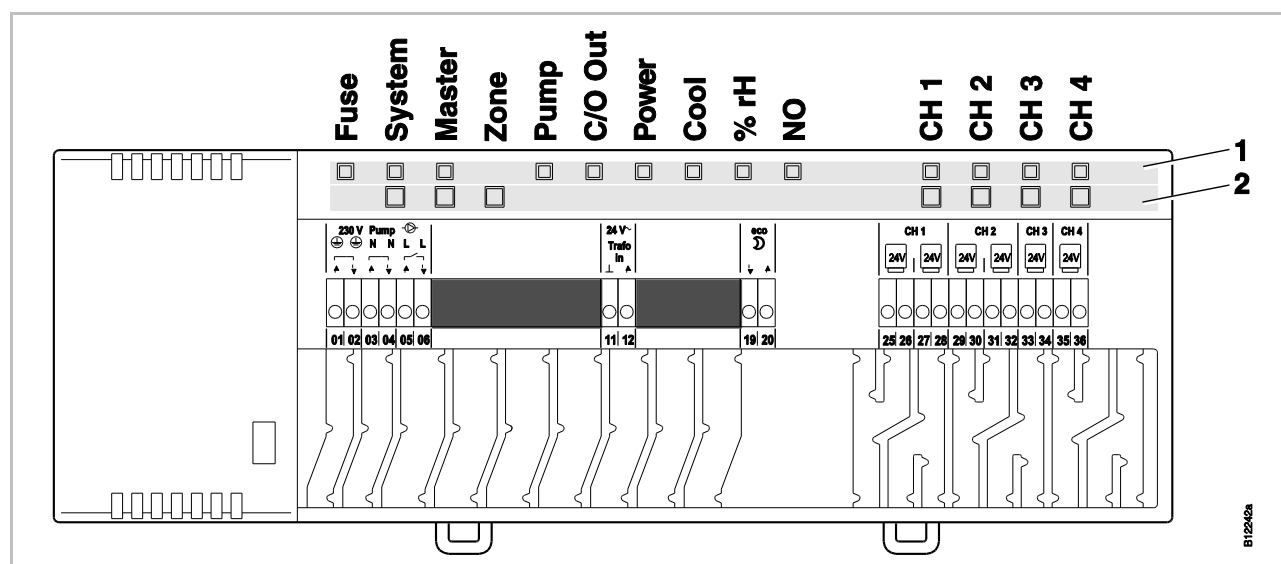 Fuse System Master Zone Pump C/O Out Power Cool % rH NO CH 1 CH 2 CH 3 CH 4
1
2
230 V Pump 24 V~ eco CH 1 CH 2 CH 3 CH 4
N N L L Trafo
in
24V 24V 24V 24V 24V 24V
01 02 03 04 05 06 11 12 19 20 25 26 27 28 29 30 31 32 33 34 35 36
B12242a